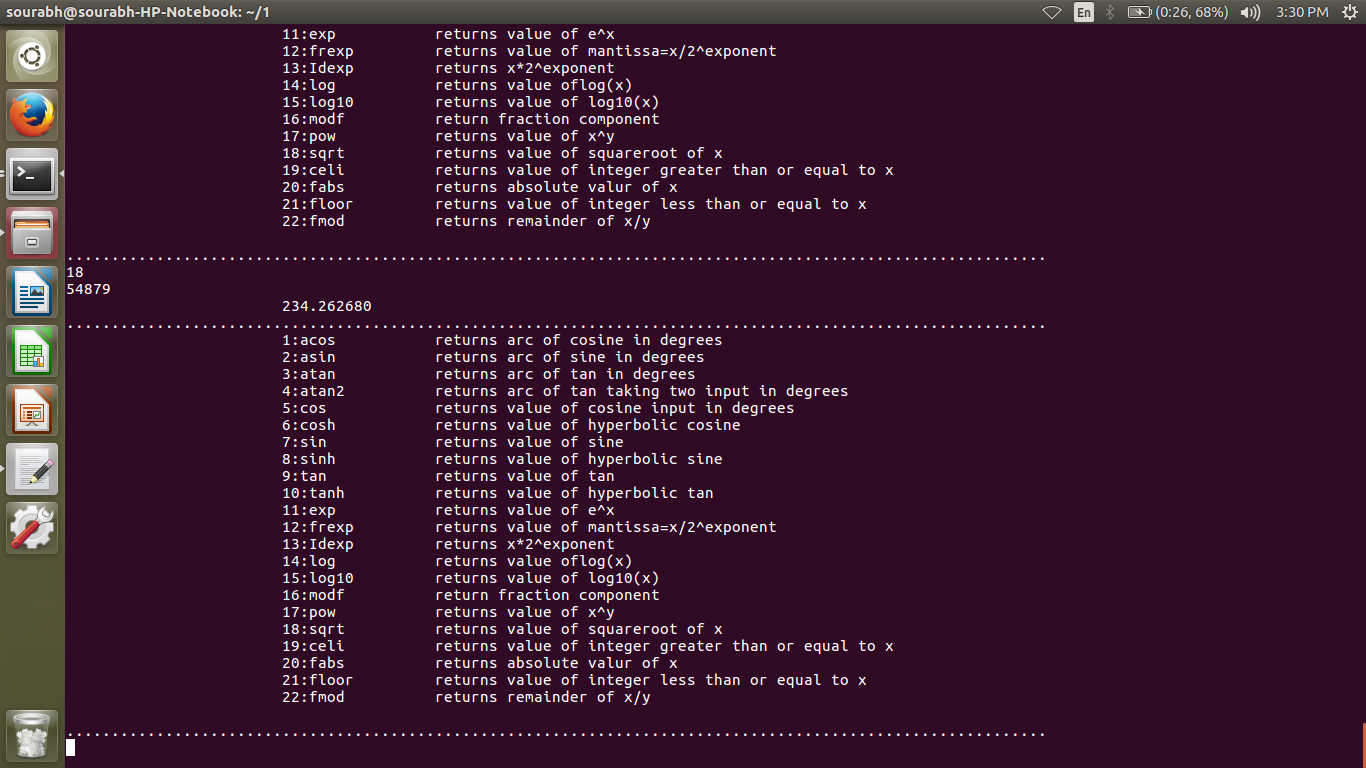 sourabh@sourabh-HP-Notebook: ~/1 En (0:26, 68%) 3:30 PM
11:exp returns value of e^x
12:frexp returns value of mantissa=x/2^exponent
13:Idexp returns x*2^exponent
14:log returns value oflog(x)
15:log10 returns value of log10(x)
16:modf return fraction component
17:pow returns value of x^y
18:sqrt returns value of squareroot of x
19:celi returns value of integer greater than or equal to x
20:fabs returns absolute valur of x
21:floor returns value of integer less than or equal to x
22:fmod returns remainder of x/y
.............................................................................................................
18
54879
234.262680
.............................................................................................................
1:acos returns arc of cosine in degrees
2:asin returns arc of sine in degrees
3:atan returns arc of tan in degrees
4:atan2 returns arc of tan taking two input in degrees
5:cos returns value of cosine input in degrees
6:cosh returns value of hyperbolic cosine
7:sin returns value of sine
8:sinh returns value of hyperbolic sine
9:tan returns value of tan
10:tanh returns value of hyperbolic tan
11:exp returns value of e^x
12:frexp returns value of mantissa=x/2^exponent
13:Idexp returns x*2^exponent
14:log returns value oflog(x)
15:log10 returns value of log10(x)
16:modf return fraction component
17:pow returns value of x^y
18:sqrt returns value of squareroot of x
19:celi returns value of integer greater than or equal to x
20:fabs returns absolute valur of x
21:floor returns value of integer less than or equal to x
22:fmod returns remainder of x/y
.............................................................................................................